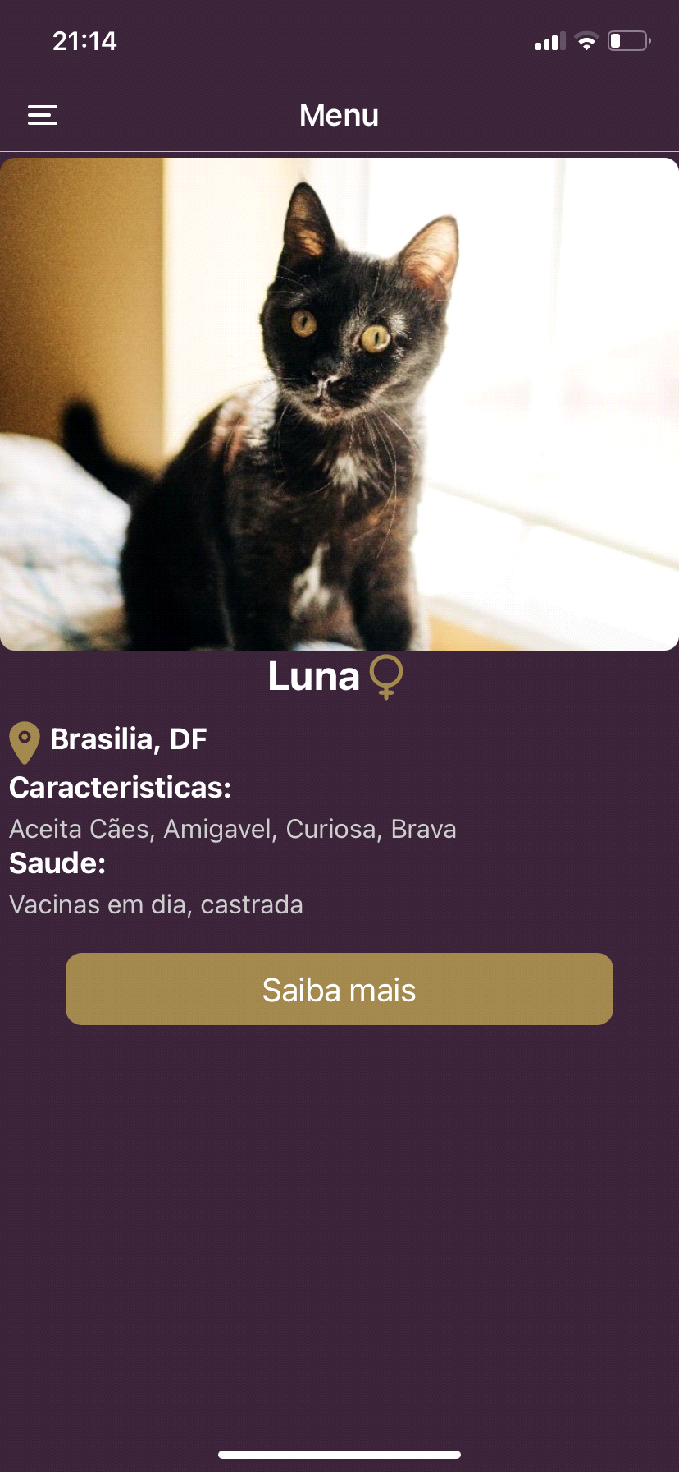 21:14
Menu
Luna
Brasilia, DF
Caracteristicas:
Aceita Cães, Amigavel, Curiosa, Brava
Saude:
Vacinas em dia, castrada
Saiba mais